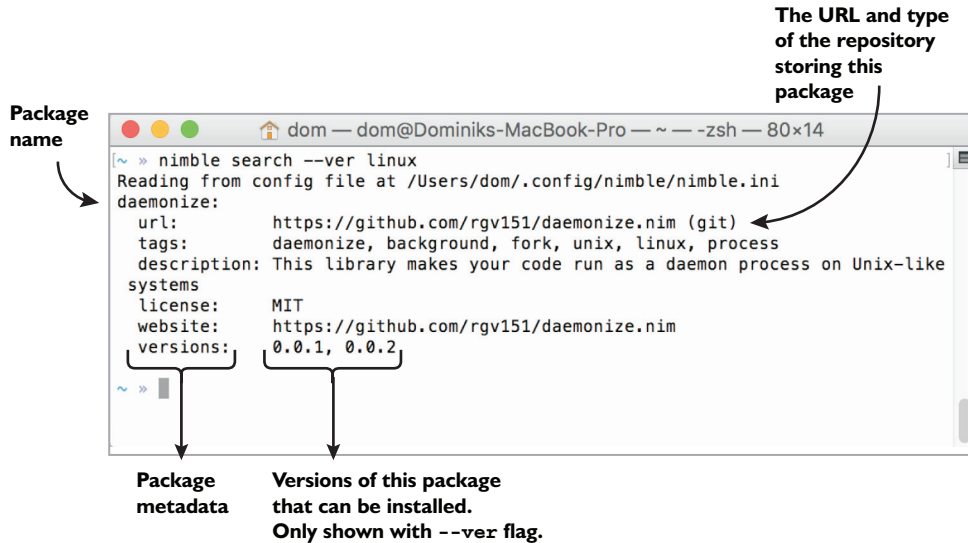 The URL and type
of the repository
storing this
package
Package
name
dom — dom@Dominiks-MacBook-Pro — ~ — -zsh — 80×14
[~ » nimble search --ver linux ]
Reading from config file at /Users/dom/.config/nimble/nimble.ini
daemonize:
url: https://github.com/rgv151/daemonize.nim (git)
tags: daemonize, background, fork, unix, linux, process
description: This library makes your code run as a daemon process on Unix-like
systems
license: MIT
website: https://github.com/rgv151/daemonize.nim
versions: 0.0.1, 0.0.2
~ »
Package
metadata
Versions of this package
that can be installed.
Only shown with --ver flag.